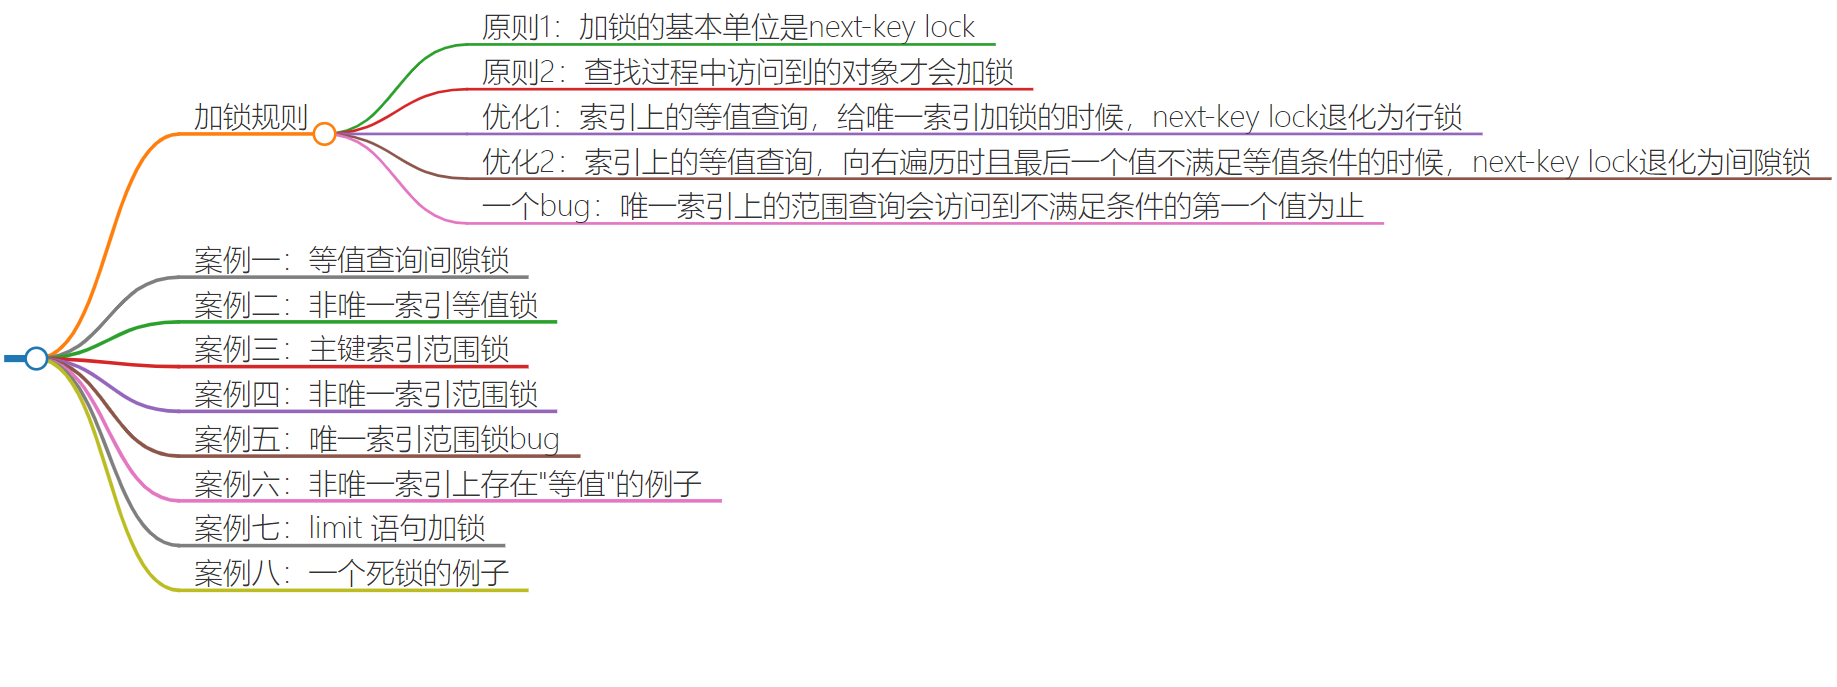 原则1：加锁的基本单位是next-key lock
原则2：查找过程中访问到的对象才会加锁
加锁规则
优化1：索引上的等值查询，给唯一索引加锁的时候，next-key lock退化为行锁
优化2：索引上的等值查询，向右遍历时且最后一个值不满足等值条件的时候，next-key lock退化为间隙锁
一个bug：唯一索引上的范围查询会访问到不满足条件的第一个值为止
案例一：等值查询间隙锁
案例二：非唯一索引等值锁
案例三：主键索引范围锁
案例四：非唯一索引范围锁
案例五：唯一索引范围锁bug
案例六：非唯一索引上存在"等值"的例子
案例七：limit 语句加锁
案例八：一个死锁的例子